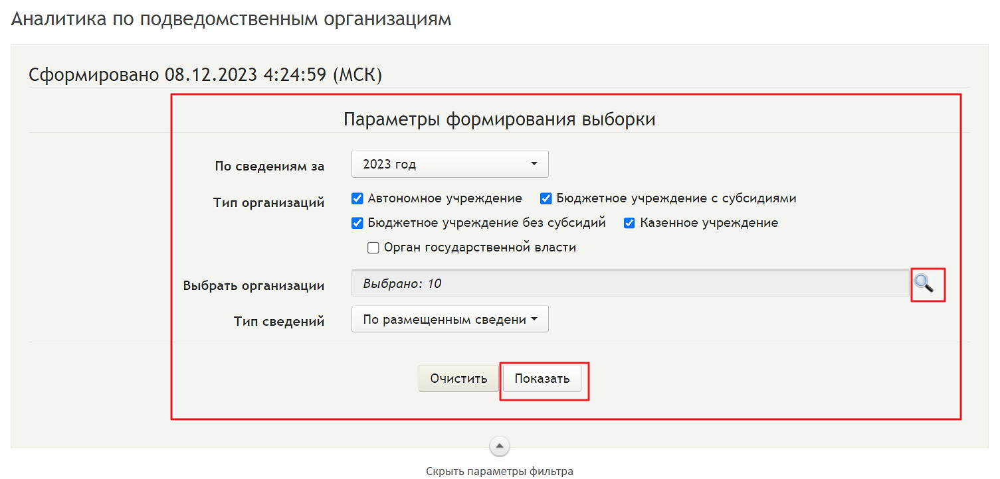 Аналитика по подведомственным организациям
Сформировано 08.12.2023 4:24:59 (МСК)
Параметры формирования выборки
По сведениям за 2023 год
Тип организаций Автономное учреждение Бюджетное учреждение с субсидиями
Бюджетное учреждение без субсидий Казенное учреждение
Орган государственной власти
Выбрать организации Выбрано: 10
Тип сведений По размещенным сведени
Очистить Показать
Скрыть параметры фильтра